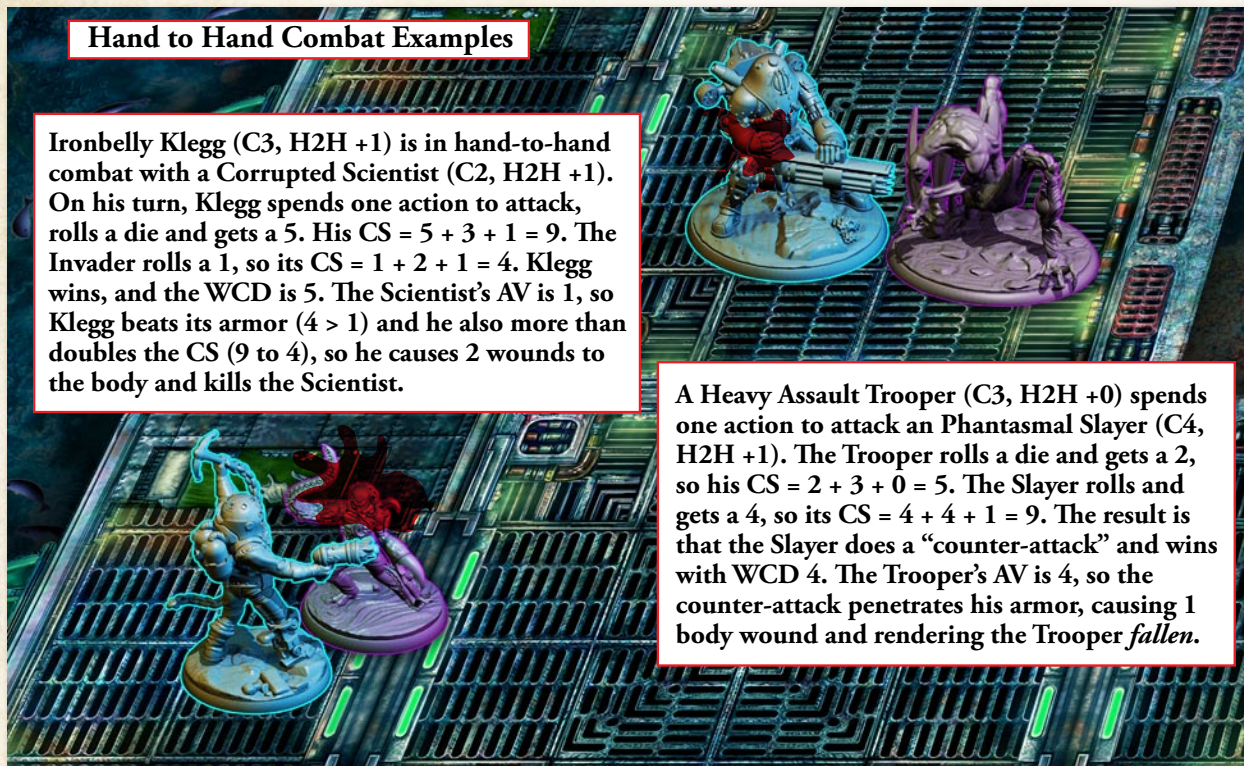 Hand to Hand Combat Examples
Ironbelly Klegg (C3, H2H +1) is in hand-to-hand
combat with a Corrupted Scientist (C2, H2H +1).
On his turn, Klegg spends one action to attack,
rolls a die and gets a 5. His CS = 5 + 3 + 1 = 9. The
Invader rolls a 1, so its CS = 1 + 2 + 1 = 4. Klegg
wins, and the WCD is 5. The Scientist’s AV is 1, so
Klegg beats its armor (4 > 1) and he also more than
doubles the CS (9 to 4), so he causes 2 wounds to
the body and kills the Scientist.
A Heavy Assault Trooper (C3, H2H +0) spends
one action to attack an Phantasmal Slayer (C4,
H2H +1). The Trooper rolls a die and gets a 2,
so his CS = 2 + 3 + 0 = 5. The Slayer rolls and
gets a 4, so its CS = 4 + 4 + 1 = 9. The result is
that the Slayer does a “counter-attack” and wins
with WCD 4. The Trooper’s AV is 4, so the
counter-attack penetrates his armor, causing 1
body wound and rendering the Trooper fallen.